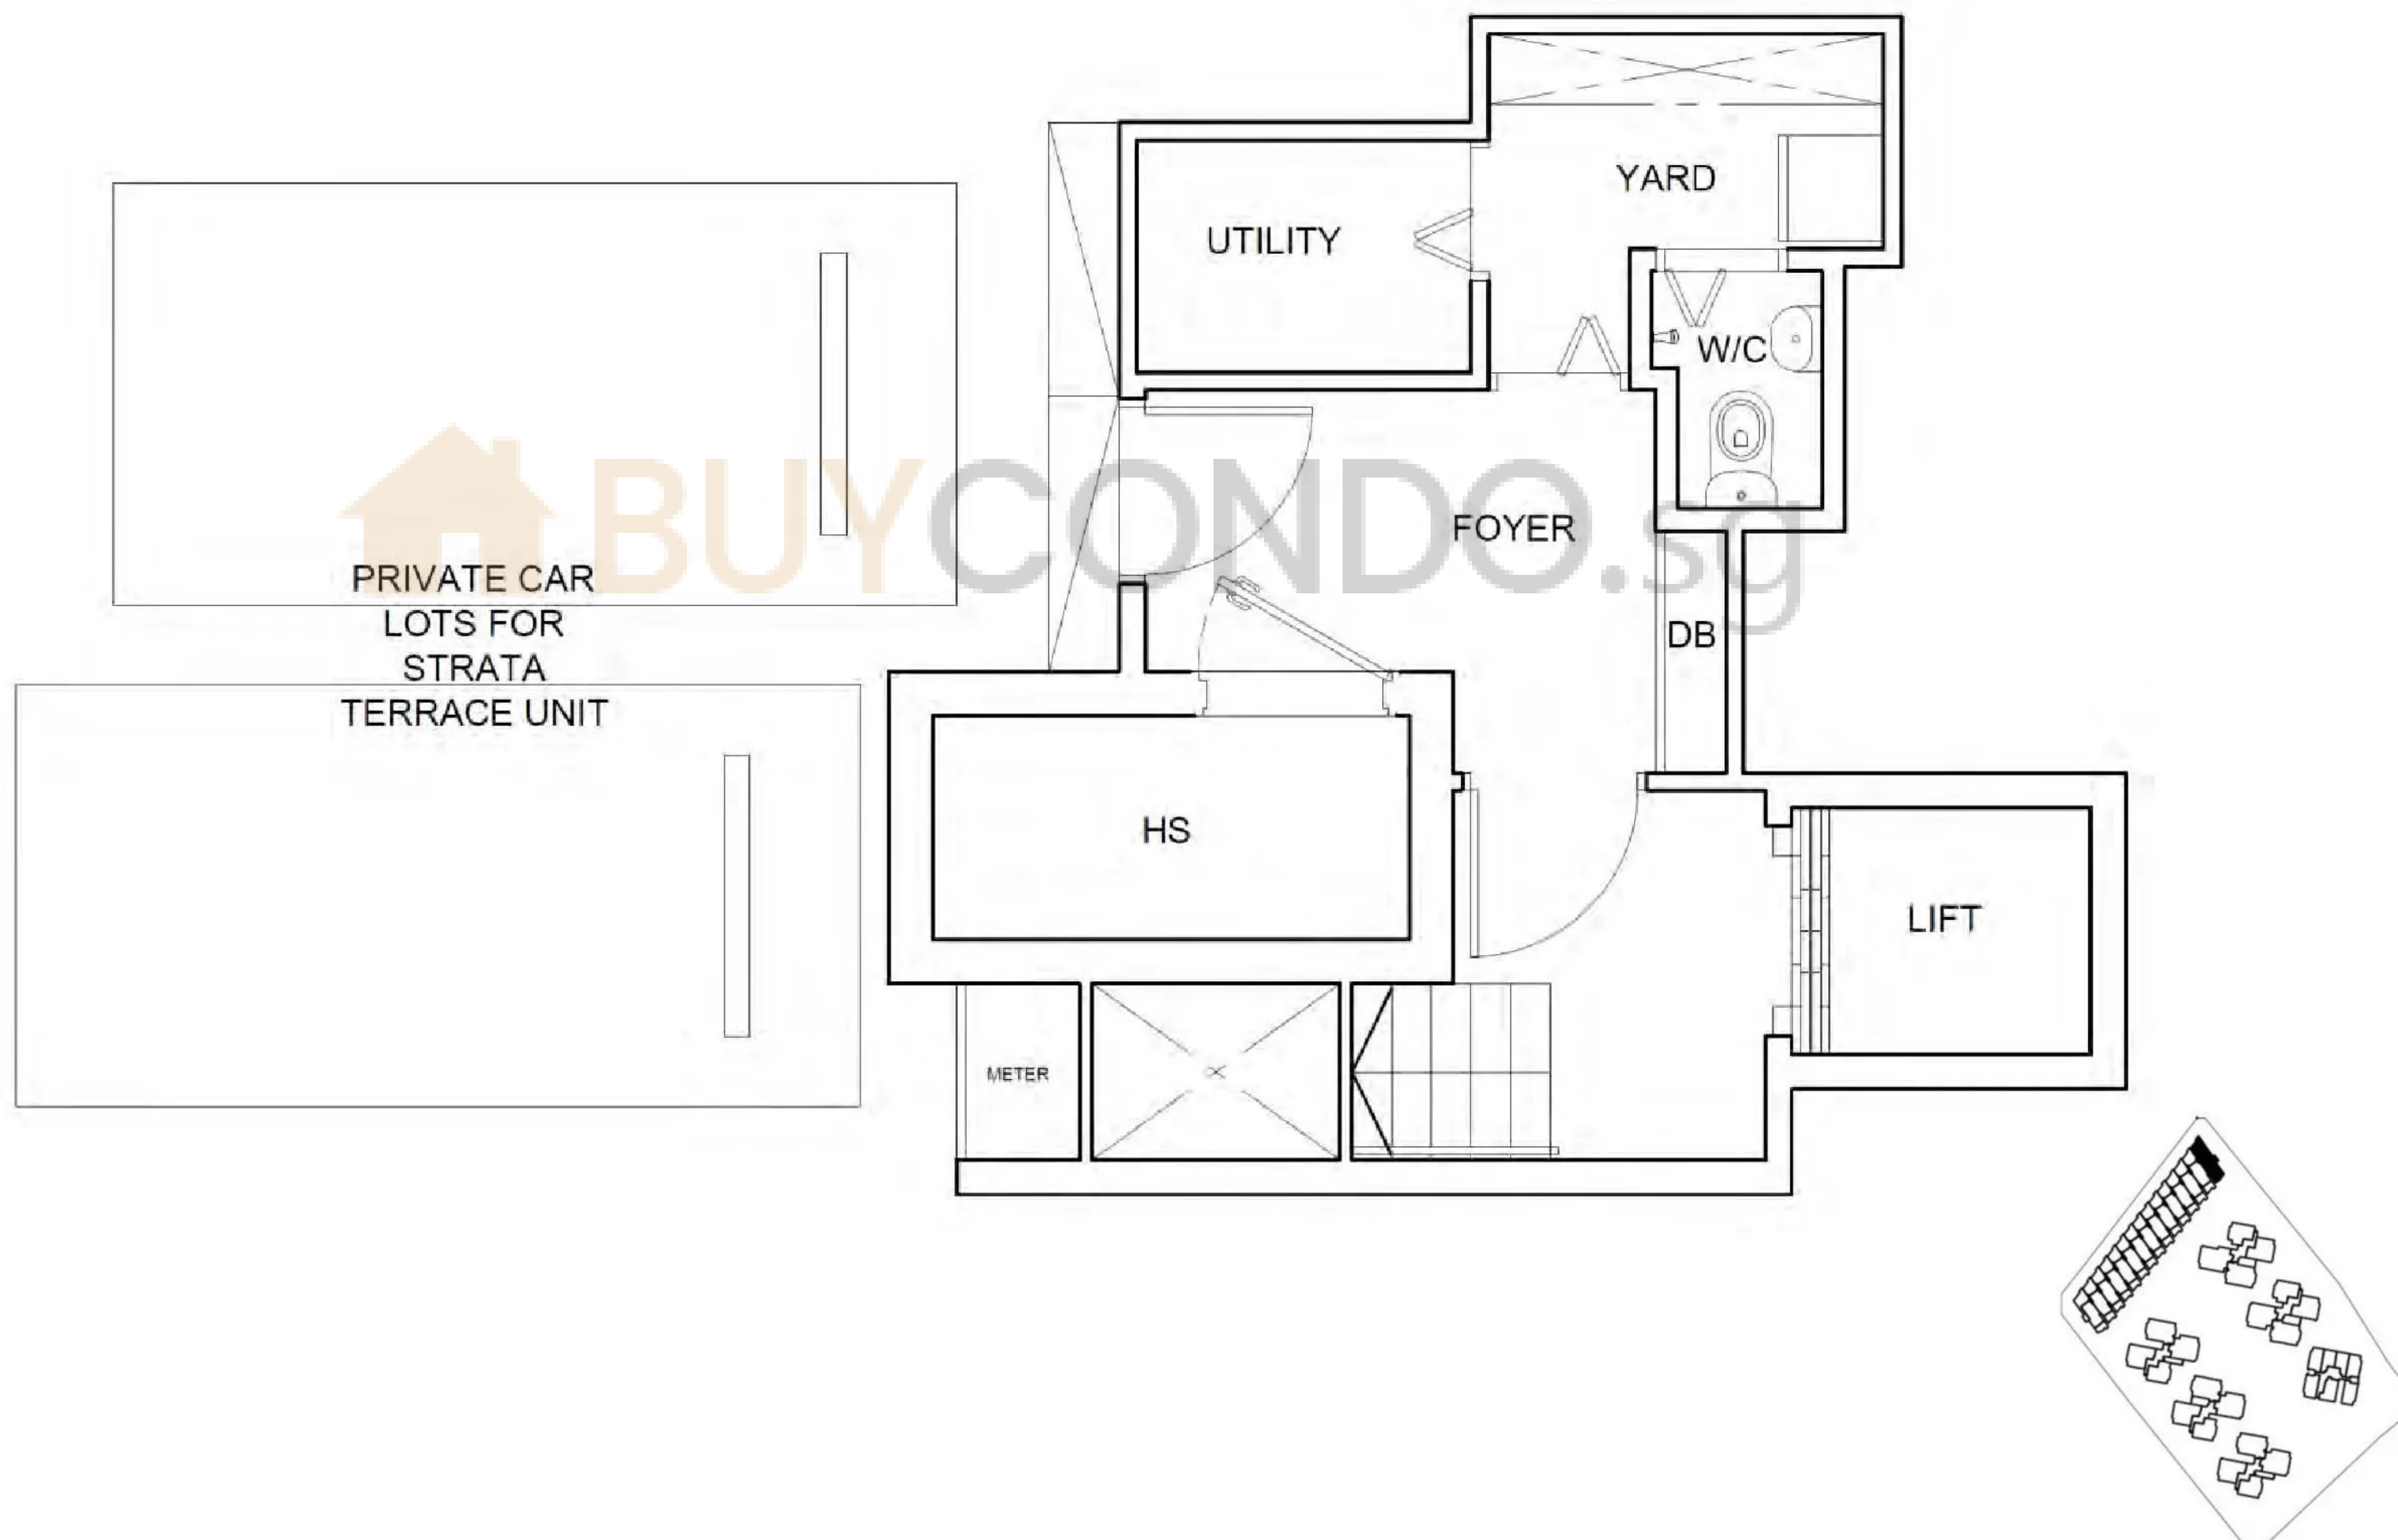 YARD
UTILITY
W/C
BUYCONDO.sg
FOYER
PRIVATE CAR
LOTS FOR
STRATA
TERRACE UNIT
DB
HS
LIFT
METER